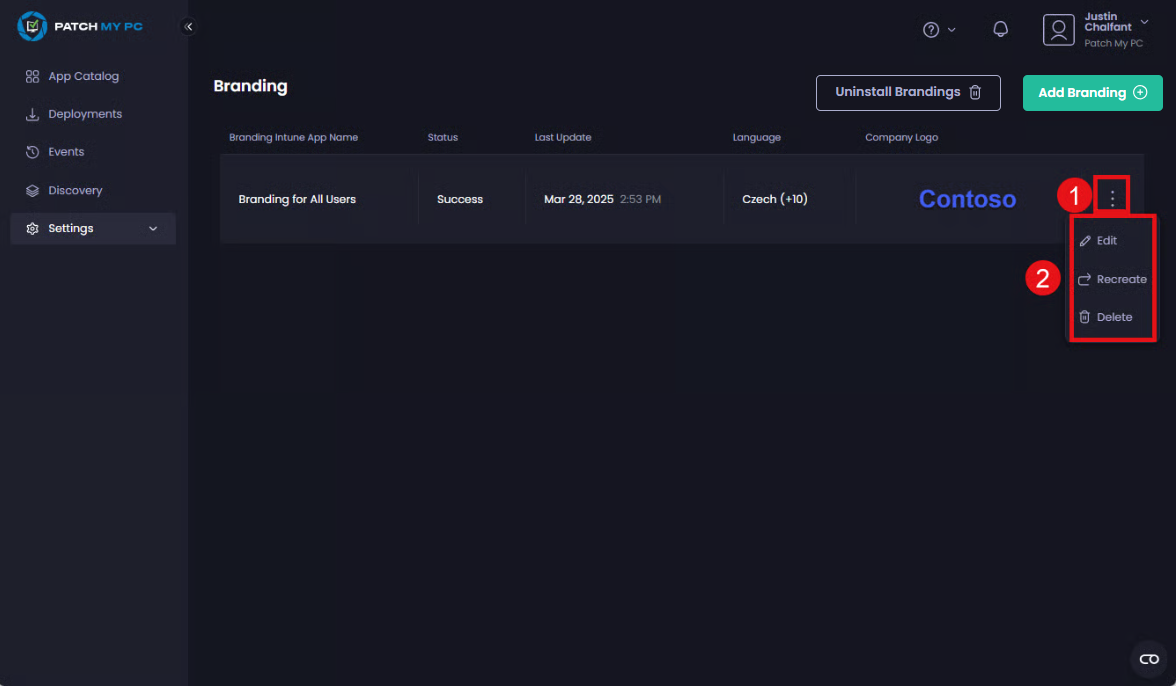 PATCH MY PC
Justin
Chalfant
Patch My PC
App Catalog
Deployments
Events
Discovery
Settings
Branding
Uninstall Brandings
Add Branding
Branding Intune App Name Status Last Update Language Company Logo
Branding for All Users Success Mar 28, 2025 2:53 PM Czech (+10) Contoso
1
Edit
2
Recreate
Delete